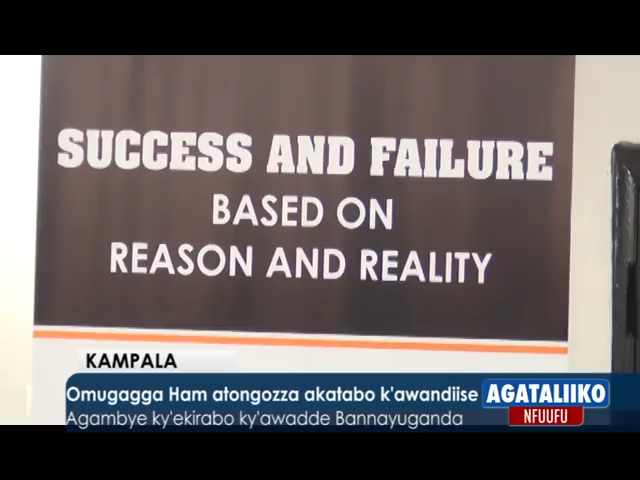 SUCCESS AND FAILURE
BASED ON
REASON AND REALITY
KAMPALA
Omugagga Ham atongozza akatabo k'awandiise
Agambye ky'ekirabo ky'awadde Bannayuganda
AGATALIIKO
NFUUFU